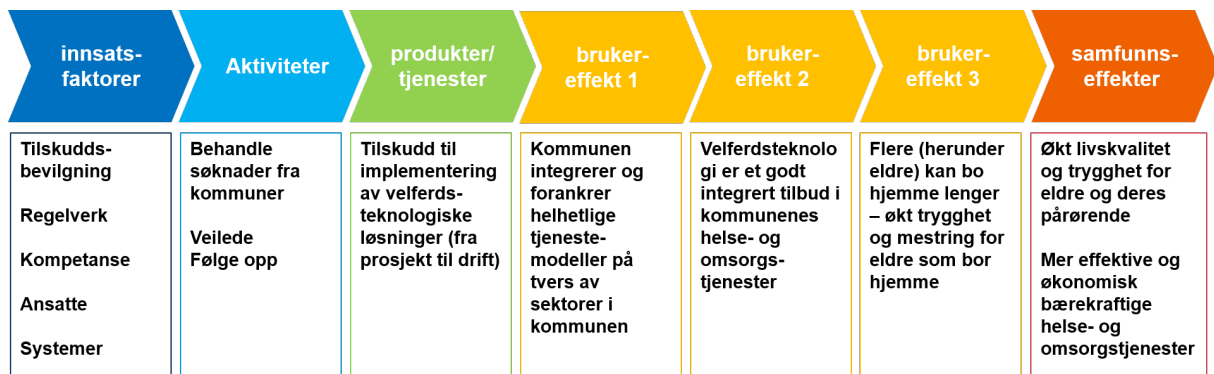 innsats-
faktorer
Aktiviteter
produkter/
tjenester
bruker-
effekt 1
bruker-
effekt 2
bruker-
effekt 3
samfunns-
effekter
Tilskudds-
bevilgning
Regelverk
Kompetanse
Ansatte
Systemer
Behandle
søknader fra
kommuner
Veilede
Følge opp
Tilskudd til
implementering
av velferds-
teknologiske
løsninger (fra
prosjekt til drift)
Kommunen
integrerer og
forankrer
helhetlige
tjeneste-
modeller på
tvers av
sektorer i
kommunen
Velferdsteknolo
gi er et godt
integrert tilbud i
kommunenes
helse- og
omsorgs-
tjenester
Flere (herunder
eldre) kan bo
hjemme lenger
– økt trygghet
og mestring for
eldre som bor
hjemme
Økt livskvalitet
og trygghet for
eldre og deres
pårørende
Mer effektive og
økonomisk
bærekraftige
helse- og
omsorgstjenester